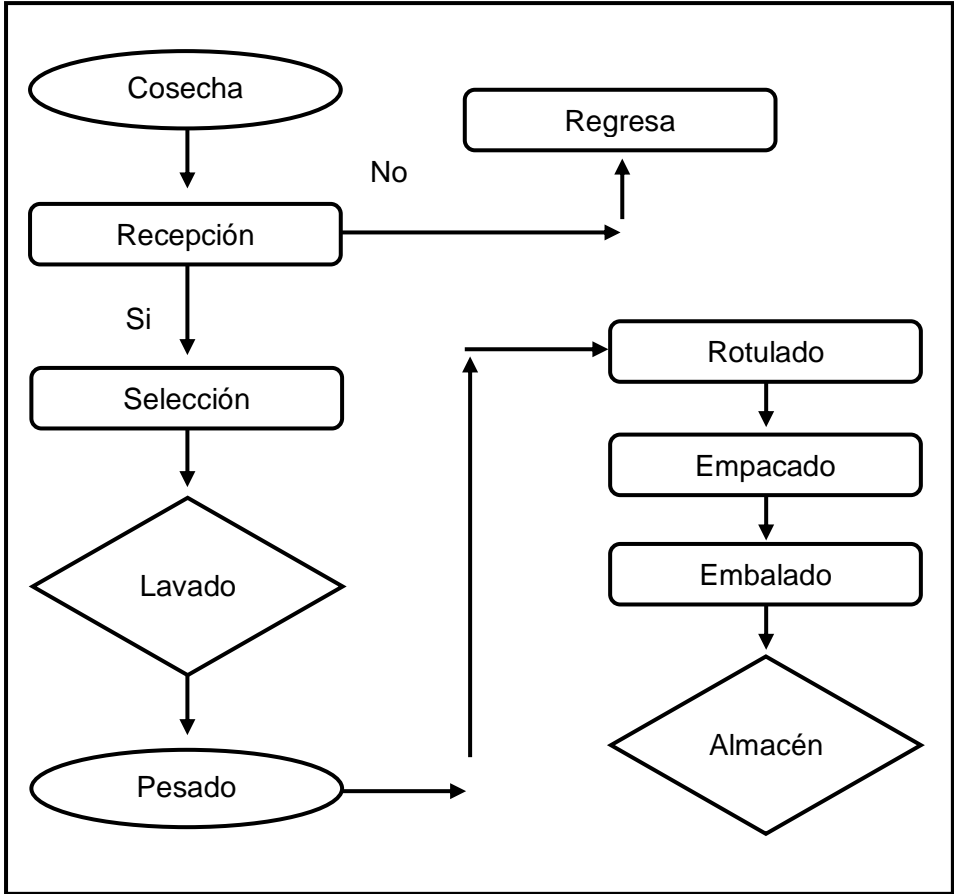 Cosecha
Regresa
No
Recepción
Si
Selección
Lavado
Pesado
Rotulado
Empacado
Embalado
Almacén